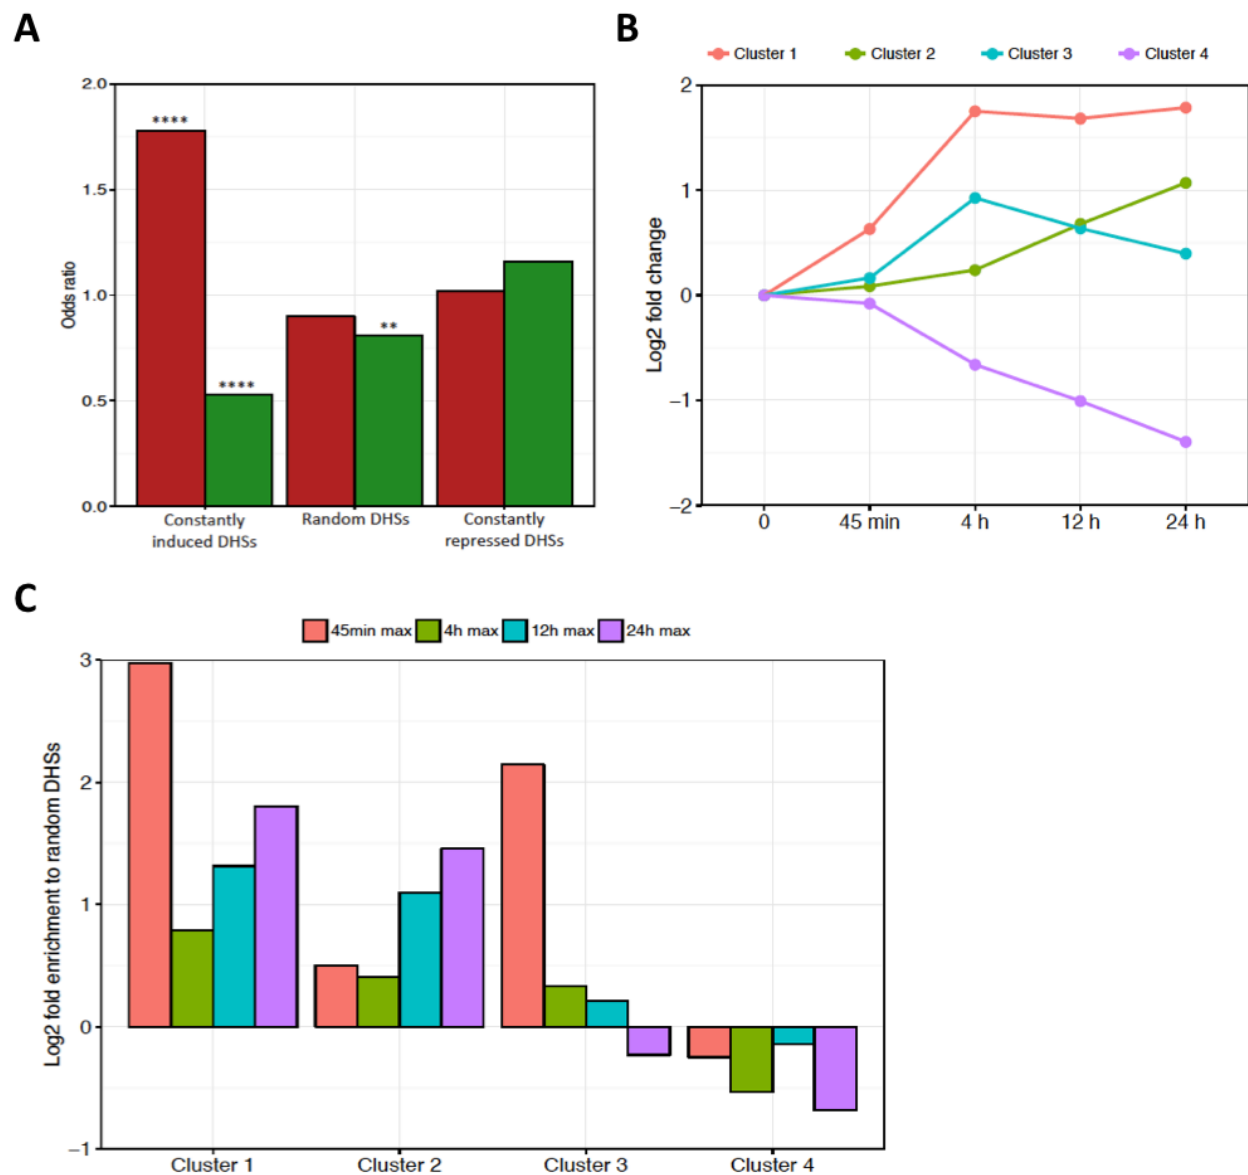 A
2.0
1.5
1.0
0.5
0.0
Odds ratio
****
****
**
Constantly
induced DHSs
Random DHSs
Constantly
repressed DHSs
B
Cluster 1 Cluster 2 Cluster 3 Cluster 4
2
1
0
−1
−2
Log2 fold change
0 45 min 4 h 12 h 24 h
C
45min max 4h max 12h max 24h max
3
2
1
0
−1
Log2 fold enrichment to random DHSs
Cluster 1 Cluster 2 Cluster 3 Cluster 4